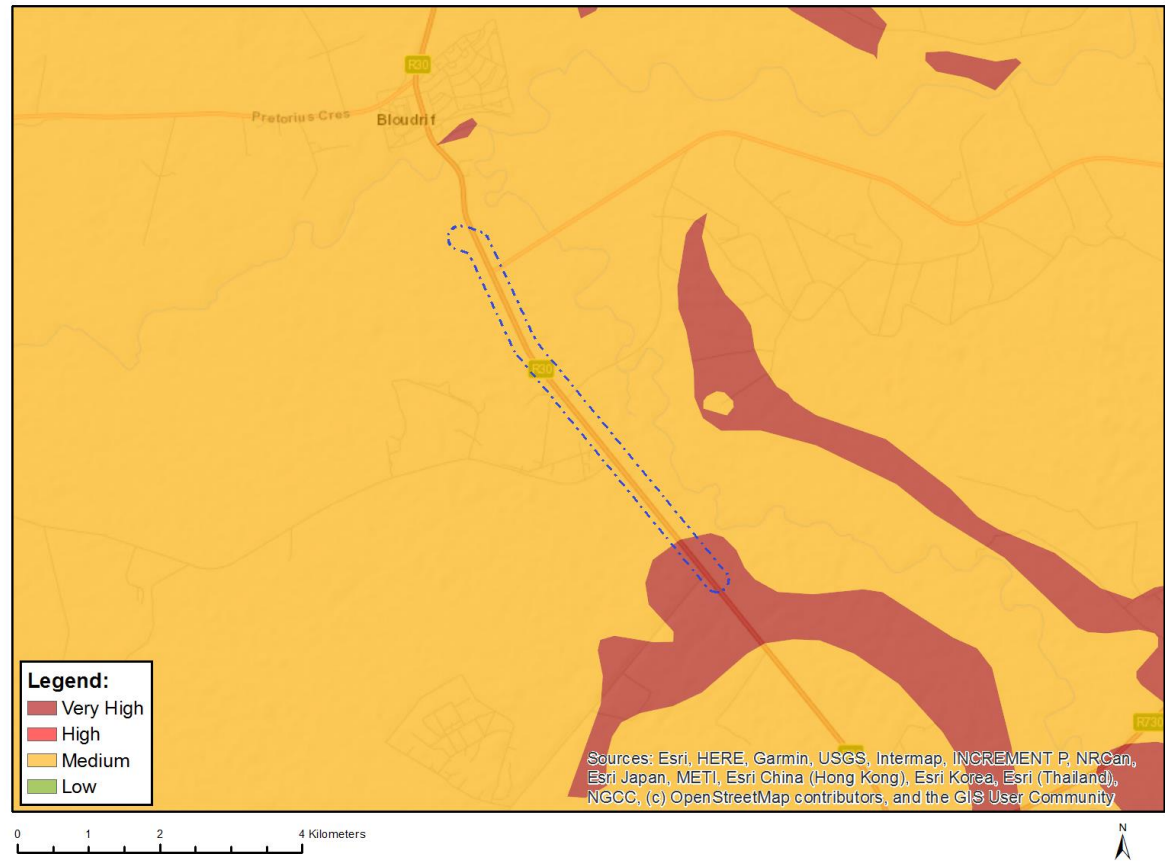 R30
Pretorius Cres
Bloudrif
R30
R730
Legend:
Very High
High
Medium
Low
Sources: Esri, HERE, Garmin, USGS, Intermap, INCREMENT P, NRCan,
Esri Japan, METI, Esri China (Hong Kong), Esri Korea, Esri (Thailand),
NGCC, (c) OpenStreetMap contributors, and the GIS User Community
0 1 2 4 Kilometers
N